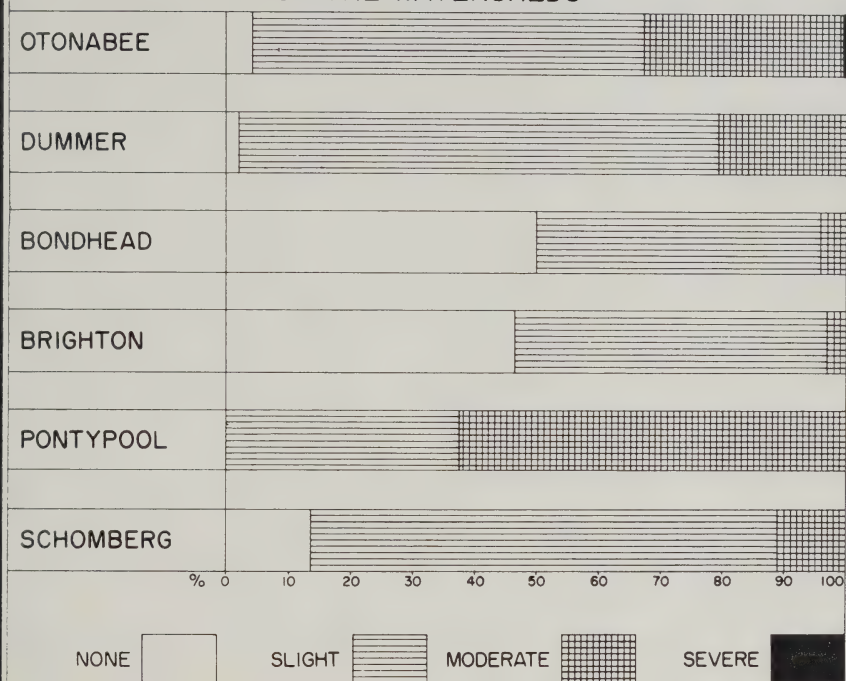 OTONABEE
DUMMER
BONDHEAD
BRIGHTON
PONTYPOOL
SCHOMBERG
% 0 10 20 30 40 50 60 70 80 90 100
NONE SLIGHT MODERATE SEVERE